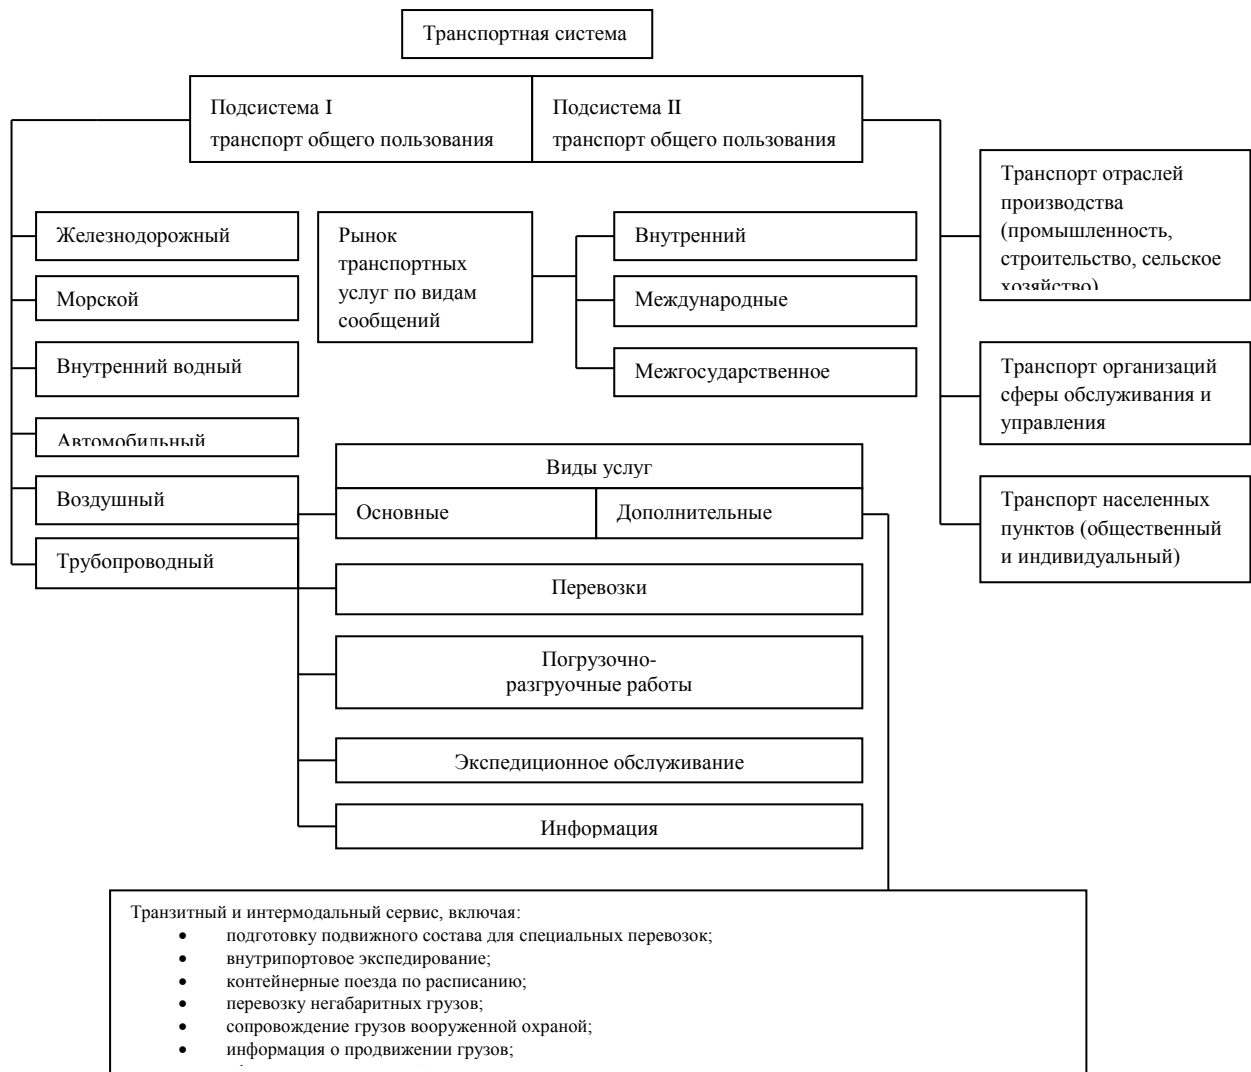 Транспортная система
Подсистема I
транспорт общего пользования
Подсистема II
транспорт общего пользования
Железнодорожный
Морской
Внутренний водный
Автомобильный
Воздушный
Трубопроводный
Рынок
транспортных
услуг по видам
сообщений
Внутренний
Международные
Межгосударственное
Транспорт отраслей
производства
(промышленность,
строительство, сельское
хозяйство)
Транспорт организаций
сферы обслуживания и
управления
Транспорт населенных
пунктов (общественный
и индивидуальный)
Виды услуг
Основные
Дополнительные
Перевозки
Погрузочно-
разгруочные работы
Экспедиционное обслуживание
Информация
Транзитный и интермодальный сервис, включая:
• подготовку подвижного состава для специальных перевозок;
• внутрипортовое экспедирование;
• контейнерные поезда по расписанию;
• перевозку негабаритных грузов;
• сопровождение грузов вооруженной охраной;
• информация о продвижении грузов;